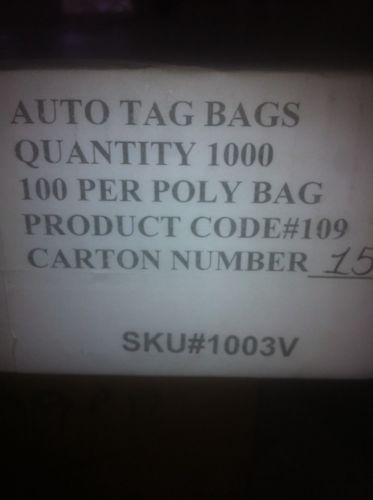 AUTO TAG BAGS
QUANTITY 1000
100 PER POLY BAG
PRODUCT CODE#109
CARTON NUMBER 15
SKU#1003V